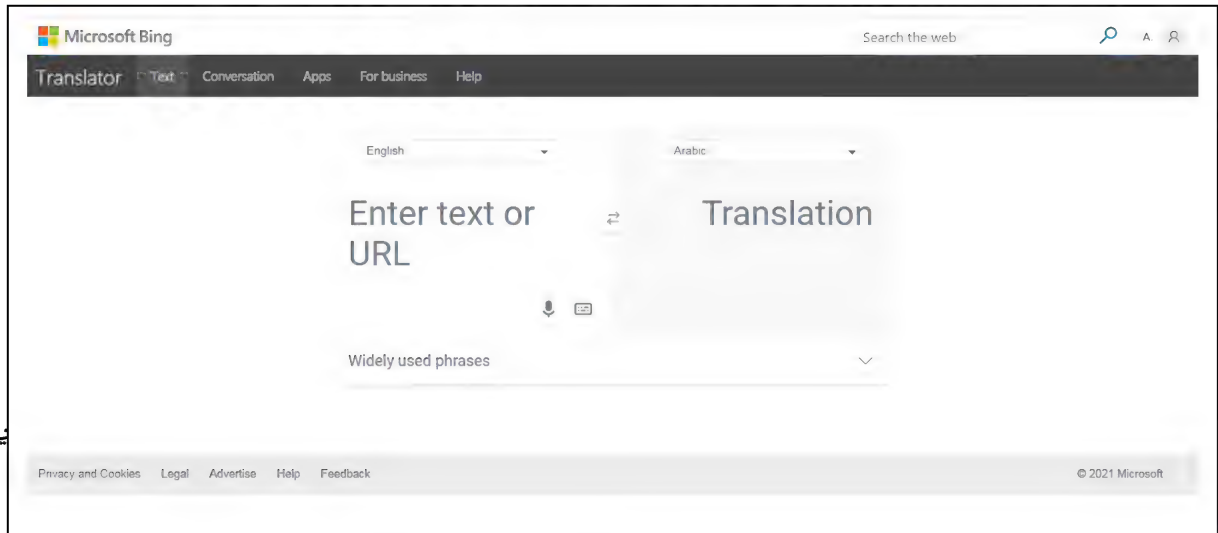 Microsoft Bing Search the web A
Translator Text Conversation Apps For business Help
English Arabic
Enter text or
URL
Translation
Widely used phrases
Privacy and Cookies Legal Advertise Help Feedback © 2021 Microsoft